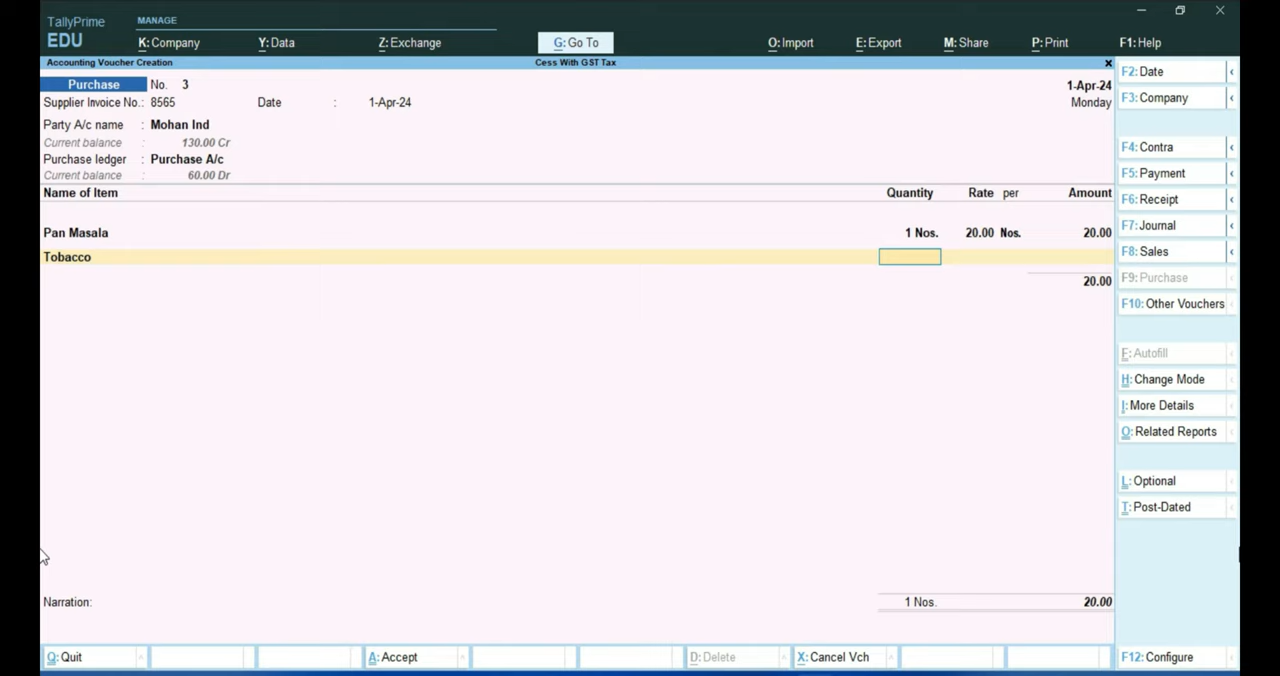 TallyPrime MANAGE
EDU K: Company Y: Data Z: Exchange G: Go To O: Import E: Export M: Share P: Print F1: Help
Accounting Voucher Creation Cess With GST Tax
Purchase No. 3 1-Apr-24
Supplier Invoice No.: 8565 Date : 1-Apr-24 Monday
Party A/c name : Mohan Ind
Current balance : 130.00 Cr
Purchase ledger : Purchase A/c
Current balance : 60.00 Dr
Name of Item Quantity Rate per Amount
Pan Masala 1 Nos. 20.00 Nos. 20.00
Tobacco
20.00
Narration: 1 Nos. 20.00
Q: Quit A: Accept D: Delete X: Cancel Vch
F2: Date
F3: Company
F4: Contra
F5: Payment
F6: Receipt
F7: Journal
F8: Sales
F9: Purchase
F10: Other Vouchers
F: Autofill
H: Change Mode
I: More Details
O: Related Reports
L: Optional
T: Post-Dated
F12: Configure